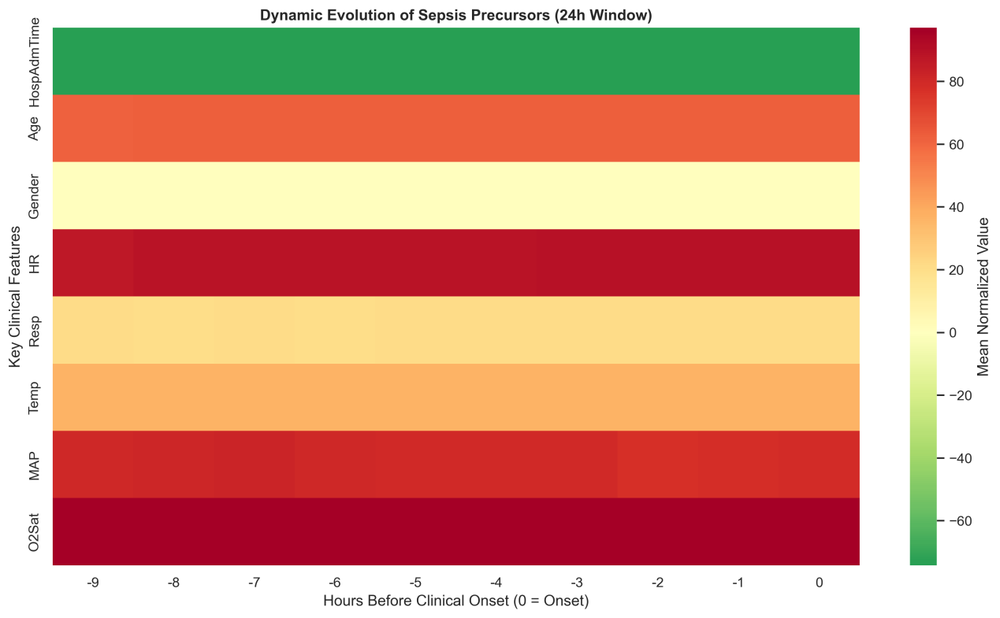 Dynamic Evolution of Sepsis Precursors (24h Window)
Key Clinical Features
HospAdmTime
Age
Gender
HR
Resp
Temp
MAP
O2Sat
-9 -8 -7 -6 -5 -4 -3 -2 -1 0
Hours Before Clinical Onset (0 = Onset)
80
60
40
20
0
−20
−40
−60
Mean Normalized Value